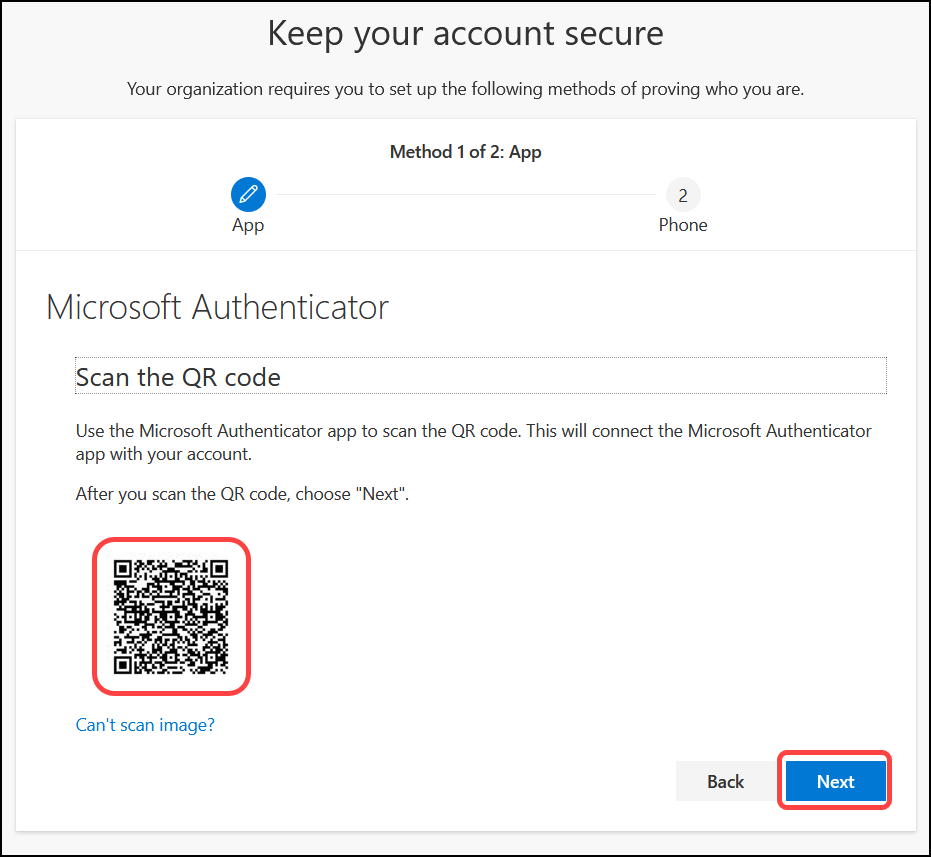 Keep your account secure
Your organization requires you to set up the following methods of proving who you are.
Method 1 of 2: App
2
App
Phone
Microsoft Authenticator
Scan the QR code
Use the Microsoft Authenticator app to scan the QR code. This will connect the Microsoft Authenticator
app with your account.
After you scan the QR code, choose "Next".
Can't scan image?
Back
Next